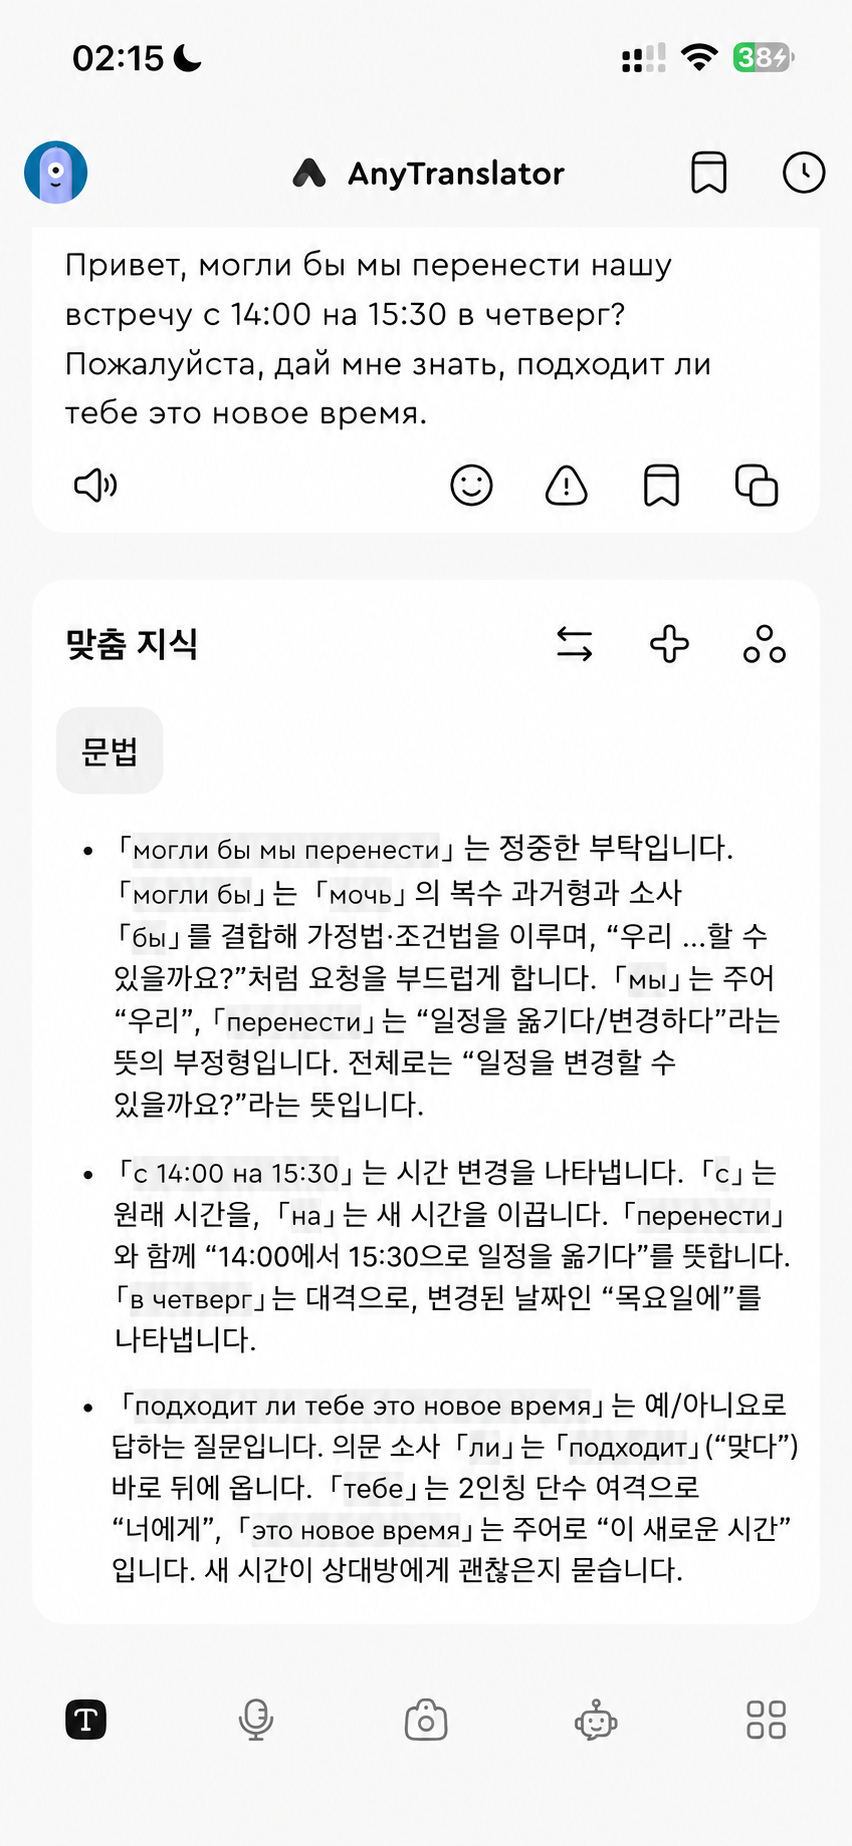 02:15
38
AnyTranslator
Привет, могли бы мы перенести нашу
встречу с 14:00 на 15:30 в четверг?
Пожалуйста, дай мне знать, подходит ли
тебе это новое время.
맞춤 지식
문법
• 「могли бы мы перенести」는 정중한 부탁입니다.
「могли бы」는 「мочь」의 복수 과거형과 소사
「бы」를 결합해 가정법·조건법을 이루며, “우리 ...할 수
있을까요?”처럼 요청을 부드럽게 합니다. 「мы」는 주어
“우리”, 「перенести」는 “일정을 옮기다/변경하다”라는
뜻의 부정형입니다. 전체로는 “일정을 변경할 수
있을까요?”라는 뜻입니다.
• 「с 14:00 на 15:30」는 시간 변경을 나타냅니다. 「с」는
원래 시간을, 「на」는 새 시간을 이끕니다. 「перенести」
와 함께 “14:00에서 15:30으로 일정을 옮기다”를 뜻합니다.
「в четверг」는 대격으로, 변경된 날짜인 “목요일에”를
나타냅니다.
• 「подходит ли тебе это новое время」는 예/아니요로
답하는 질문입니다. 의문 소사 「ли」는 「подходит」(“맞다”)
바로 뒤에 옵니다. 「тебе」는 2인칭 단수 여격으로
“너에게”, 「это новое время」는 주어로 “이 새로운 시간”
입니다. 새 시간이 상대방에게 괜찮은지 묻습니다.